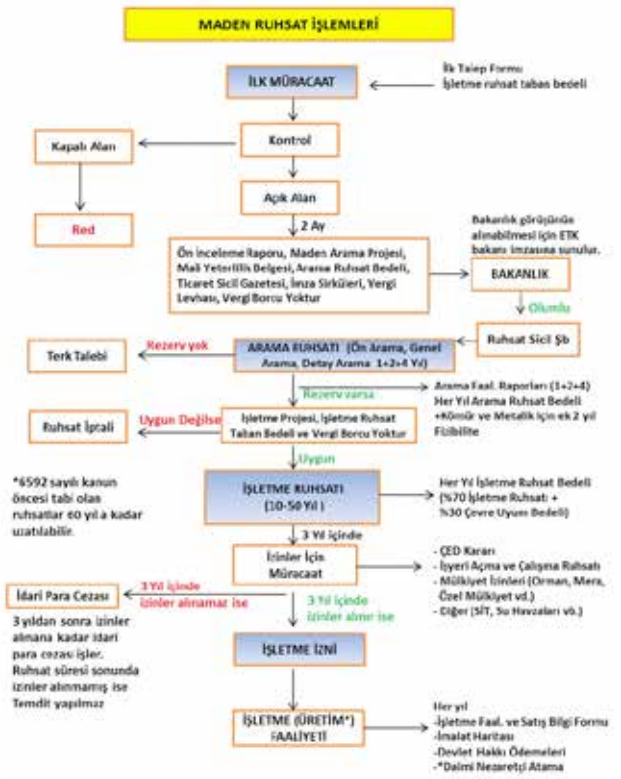 MADEN RUHSAT İŞLEMLERİ
İLK MÜRACAAT
İlk Talep Formu
İşletme ruhsat taban bedeli
Kontrol
Kapalı Alan
Red
Açık Alan
2 Ay
Ön inceleme Raporu, Maden Arama Projesi,
Mali Yeterlilik Belgesi, Arama Ruhsat Bedeli,
Ticaret Sicil Gazetesi, İmza Sirküleri, Vergi
Levhası, Vergi Borcu Yoktur
Bakanlık görüşünün
alınabilmesi için ETK
bakanı imzasına sunulur.
BAKANLIK
Olumlu
Ruhsat Sicil Şb
ARAMA RUHSATI (Ön Arama, Genel
Arama, Detay Arama 1+2+4 Yıl)
Rezerv yok
Terk Talebi
Rezerv varsa
Arama Faal. Raporları (1+2+4)
Her Yıl Arama Ruhsat Bedeli
+Kömür ve Metalik için ek 2 yıl
Fizibilite
İşletme Projesi, İşletme Ruhsat
Taban Bedeli ve Vergi Borcu Yoktur
Uygun Değilse
Ruhsat İptali
Uygun
*6592 sayılı kanun
öncesi tabi olan
ruhsatlar 60 yıl a kadar
uzatılabilir.
İŞLETME RUHSATI
(10-50 Yıl )
Her Yıl İşletme Ruhsat Bedeli
(%70 İşletme Ruhsatı +
%30 Çevre Uyum Bedeli)
3 Yıl içinde
İzinler İçin
Müracaat
- ÇED Kararı
- İşyeri Açma ve Çalışma Ruhsatı
- Mülkiyet İzinleri (Orman, Mera,
Özel Mülkiyet vd.)
- Diğer (SİT, Su Havzaları vb.)
3 Yıl içinde
izinler alınamaz ise
İdari Para Cezası
3 yıldan sonra izinler
alınana kadar idari
para cezası işler.
Ruhsat süresi sonunda
izinler alınmamış ise
Temdit yapılmaz
3 Yıl içinde
izinler alınır ise
İŞLETME İZNİ
İŞLETME (ÜRETİM*)
FAALİYETİ
Her yıl
-İşletme Faal. ve Satış Bilgi Formu
-İmalat Haritası
-Devlet Hakkı Ödemeleri
-*Daimi Nezaretçi Atama